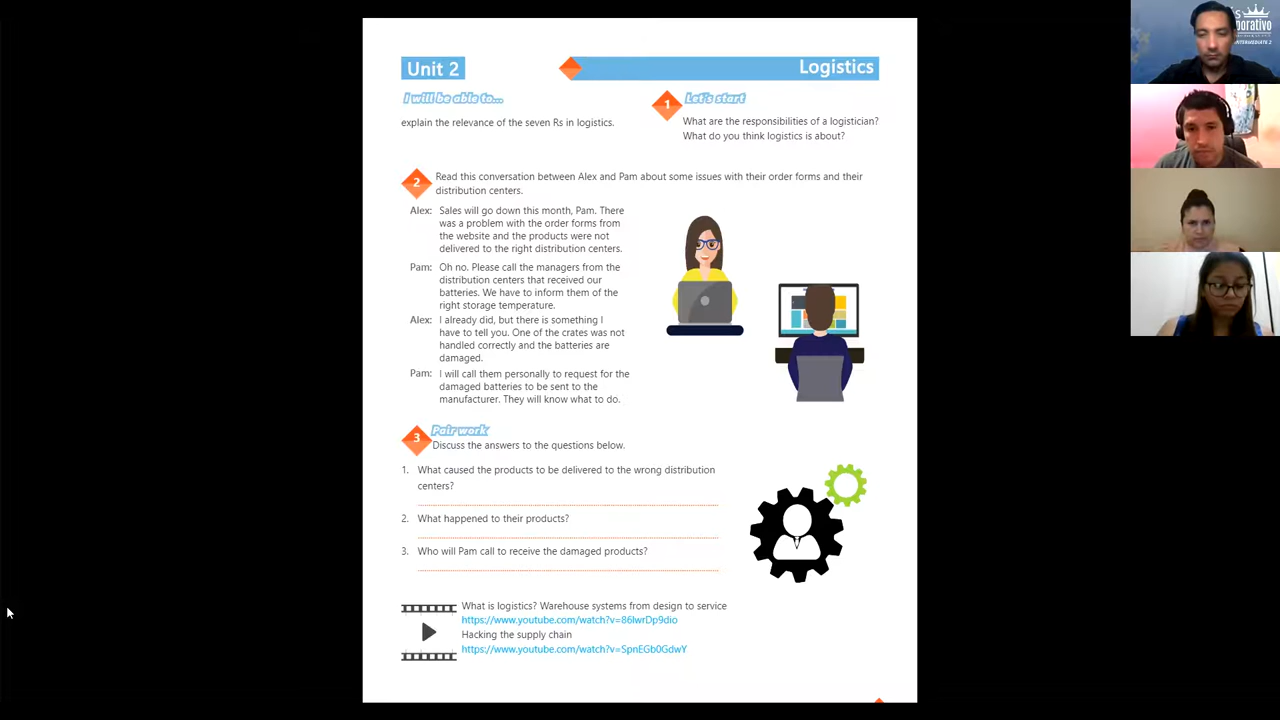 Unit 2
Logistics
I will be able to...
explain the relevance of the seven Rs in logistics.
1
Let's start
What are the responsibilities of a logistician?
What do you think logistics is about?
2
Read this conversation between Alex and Pam about some issues with their order forms and their
distribution centers.
Alex: Sales will go down this month, Pam. There
was a problem with the order forms from
the website and the products were not
delivered to the right distribution centers.
Pam: Oh no. Please call the managers from the
distribution centers that received our
batteries. We have to inform them of the
right storage temperature.
Alex: I already did, but there is something I
have to tell you. One of the crates was not
handled correctly and the batteries are
damaged.
Pam: I will call them personally to request for the
damaged batteries to be sent to the
manufacturer. They will know what to do.
3
Pair work
Discuss the answers to the questions below.
1. What caused the products to be delivered to the wrong distribution
centers?
2. What happened to their products?
3. Who will Pam call to receive the damaged products?
What is logistics? Warehouse systems from design to service
https://www.youtube.com/watch?v=86IwrDp9dio
Hacking the supply chain
https://www.youtube.com/watch?v=SpnEGb0GdwY